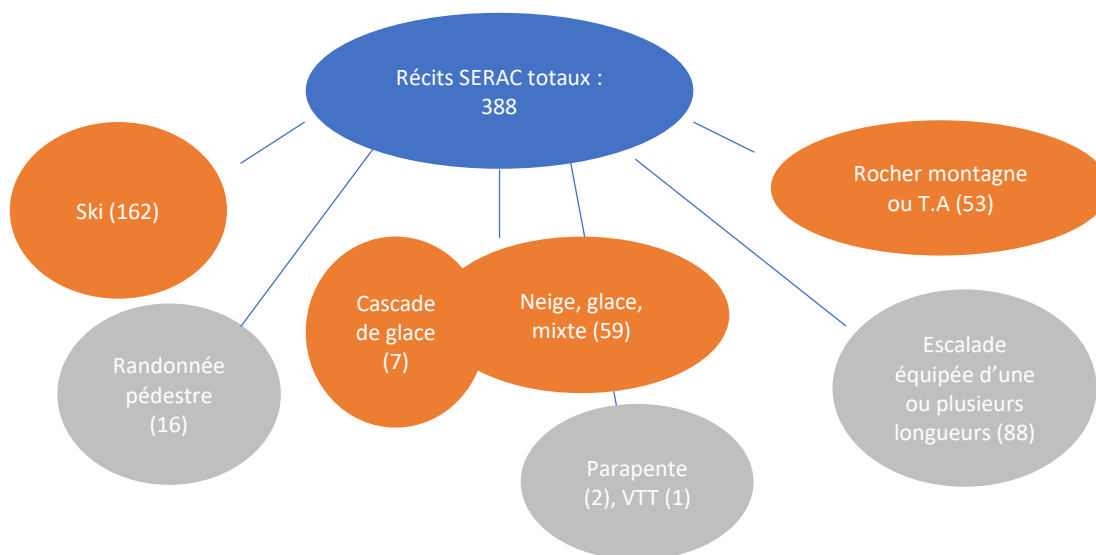 Récits SERAC totaux :
388
Ski (162)
Rocher montagne
ou T.A (53)
Cascade
de glace
(7)
Neige, glace,
mixte (59)
Randonnée
pédestre
(16)
Escalade
équipée d’une
ou plusieurs
longueurs (88)
Parapente
(2), VTT (1)